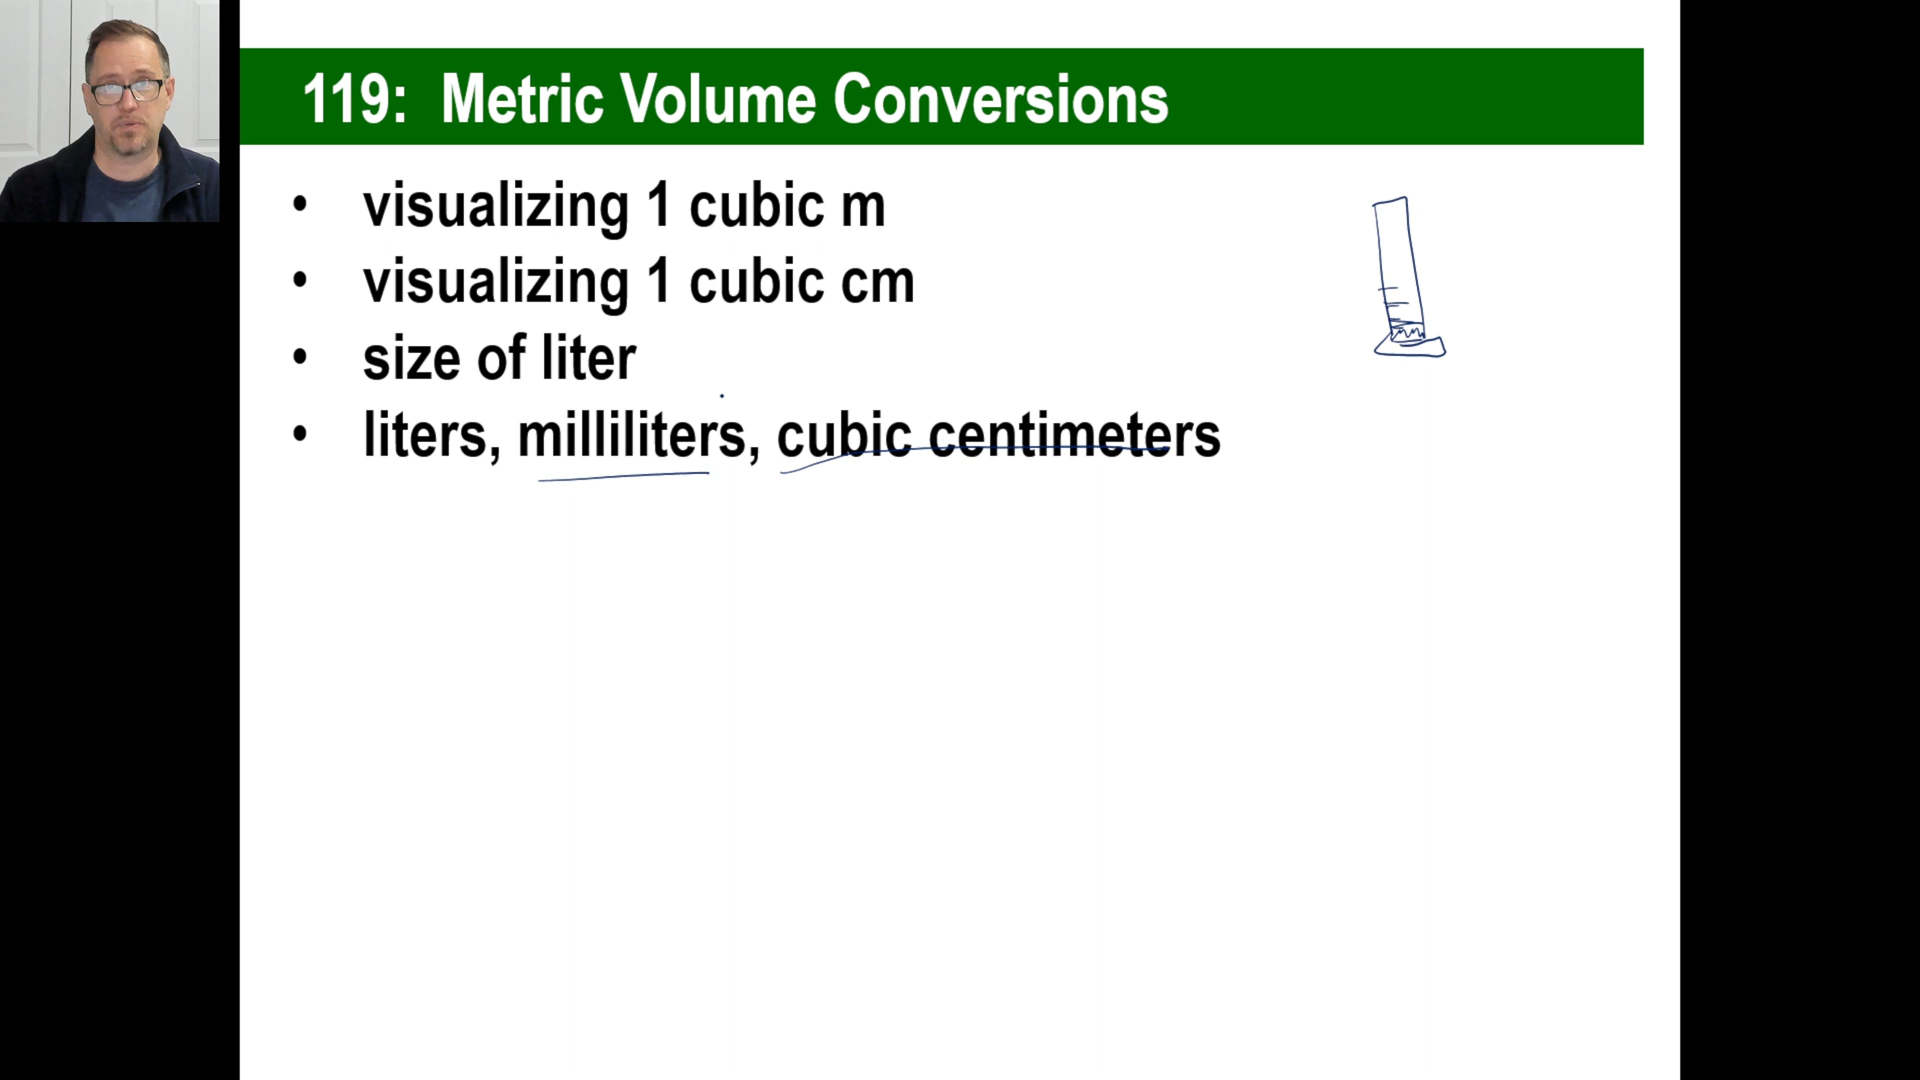 119: Metric Volume Conversions
• visualizing 1 cubic m
• visualizing 1 cubic cm
• size of liter
• liters, milliliters, cubic centimeters